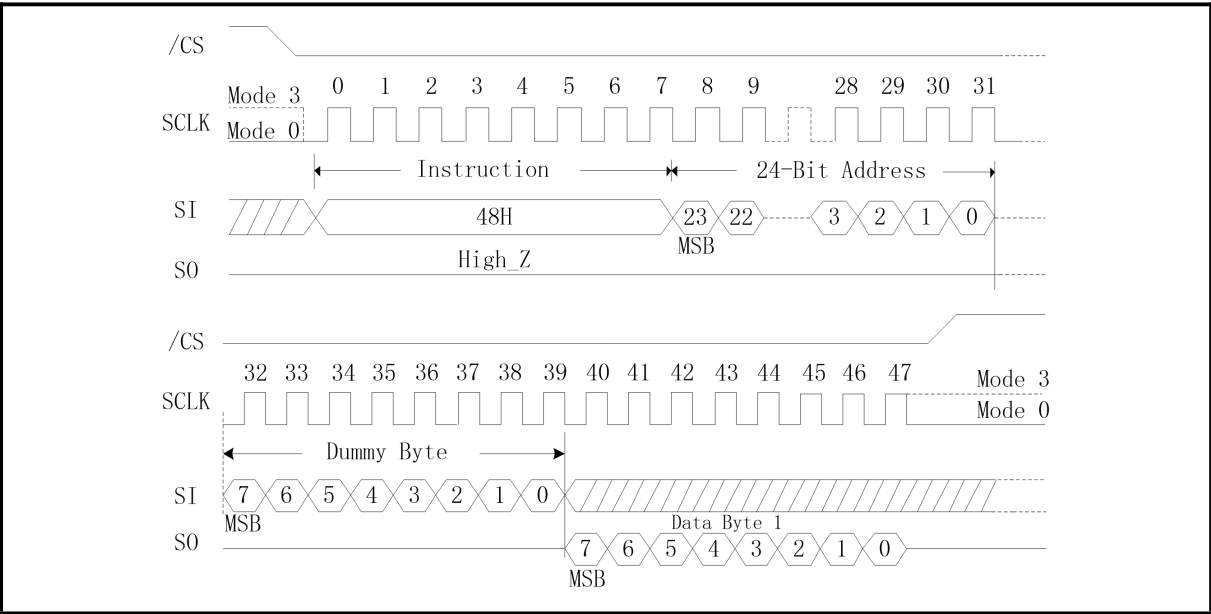 /CS
0 1 2 3 4 5 6 7 8 9 28 29 30 31
Mode 3
SCLK
Mode 0
Instruction 24-Bit Address
SI 48H 23 22 3 2 1 0
MSB
High_Z
SO
/CS
32 33 34 35 36 37 38 39 40 41 42 43 44 45 46 47
Mode 3
SCLK
Mode 0
Dummy Byte
SI 7 6 5 4 3 2 1 0
MSB
Data Byte 1
SO 7 6 5 4 3 2 1 0
MSB